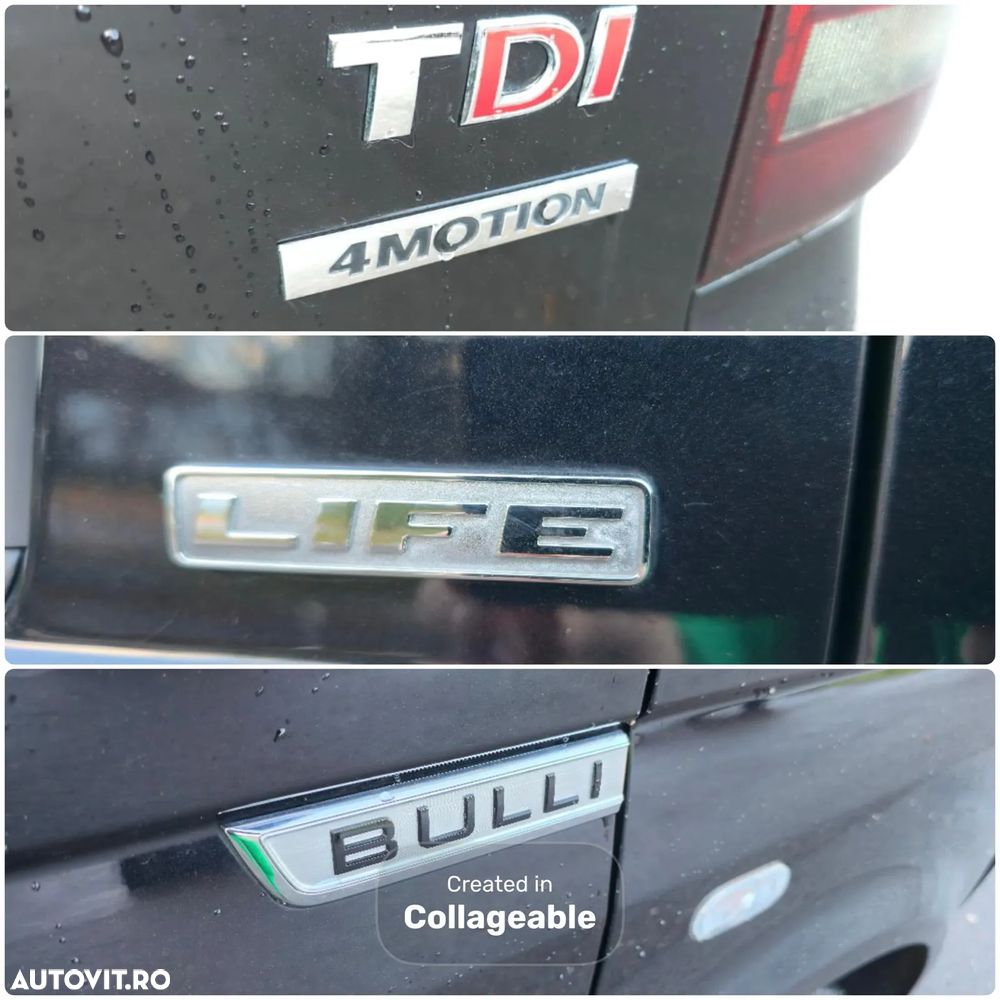 TDI
4MOTION
LIFE
BULLI
Created in
Collageable
AUTOVIT.RO